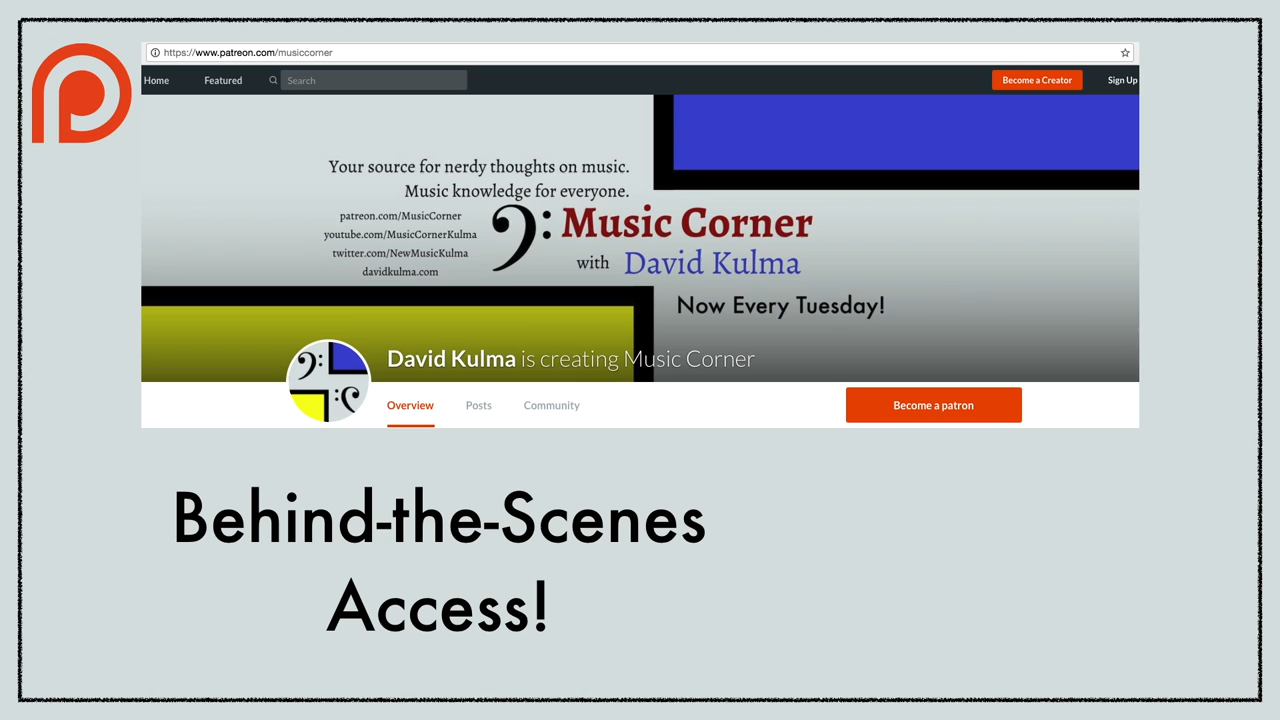 https://www.patreon.com/musiccorner
Home Featured Search Become a Creator Sign Up
Your source for nerdy thoughts on music.
Music knowledge for everyone.
patreon.com/MusicCorner
youtube.com/MusicCornerKulma
twitter.com/NewMusicKulma
davidkulma.com
Music Corner
with David Kulma
Now Every Tuesday!
David Kulma is creating Music Corner
Overview Posts Community Become a patron
Behind-the-Scenes
Access!